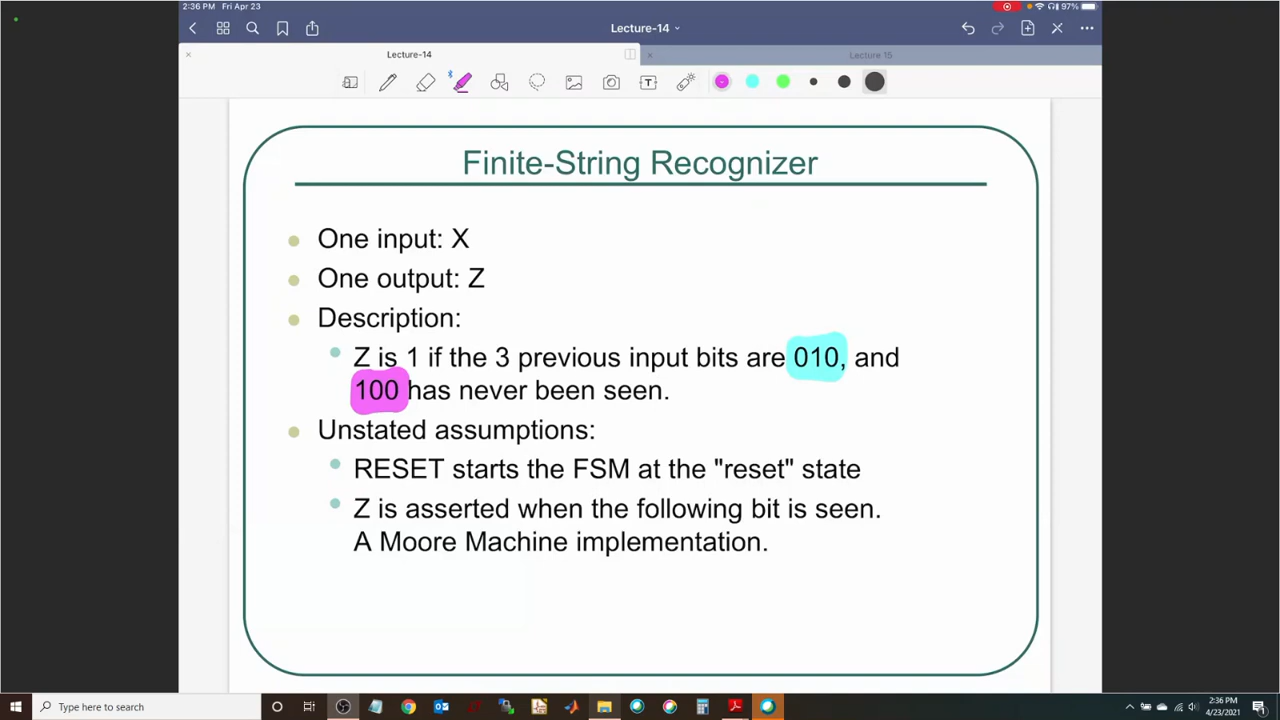 2:36 PM Fri Apr 23
97%
Lecture-14
Lecture-14
Lecture 15
T
Finite-String Recognizer
One input: X
One output: Z
Description:
Z is 1 if the 3 previous input bits are 010, and
100 has never been seen.
Unstated assumptions:
RESET starts the FSM at the "reset" state
Z is asserted when the following bit is seen.
A Moore Machine implementation.
Type here to search
2:36 PM
4/23/2021